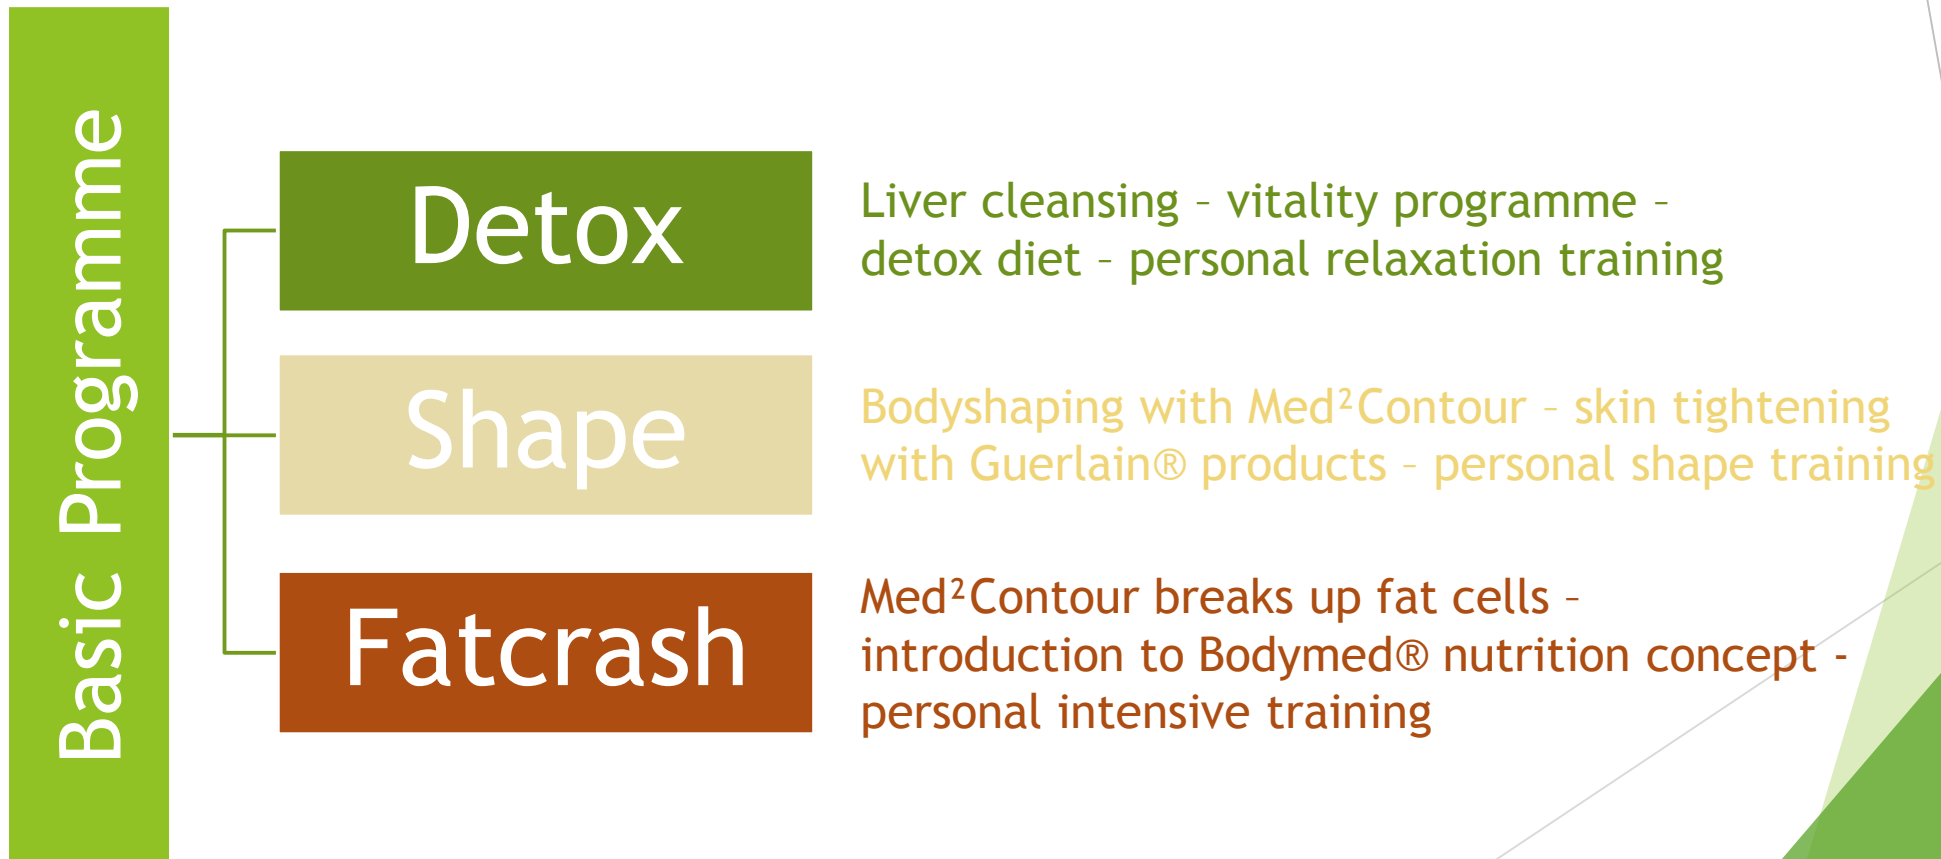 Basic Programme
Detox
Liver cleansing – vitality programme –
detox diet – personal relaxation training
Shape
Bodyshaping with Med²Contour – skin tightening
with Guerlain® products – personal shape training
Fatcrash
Med²Contour breaks up fat cells –
introduction to Bodymed® nutrition concept -
personal intensive training